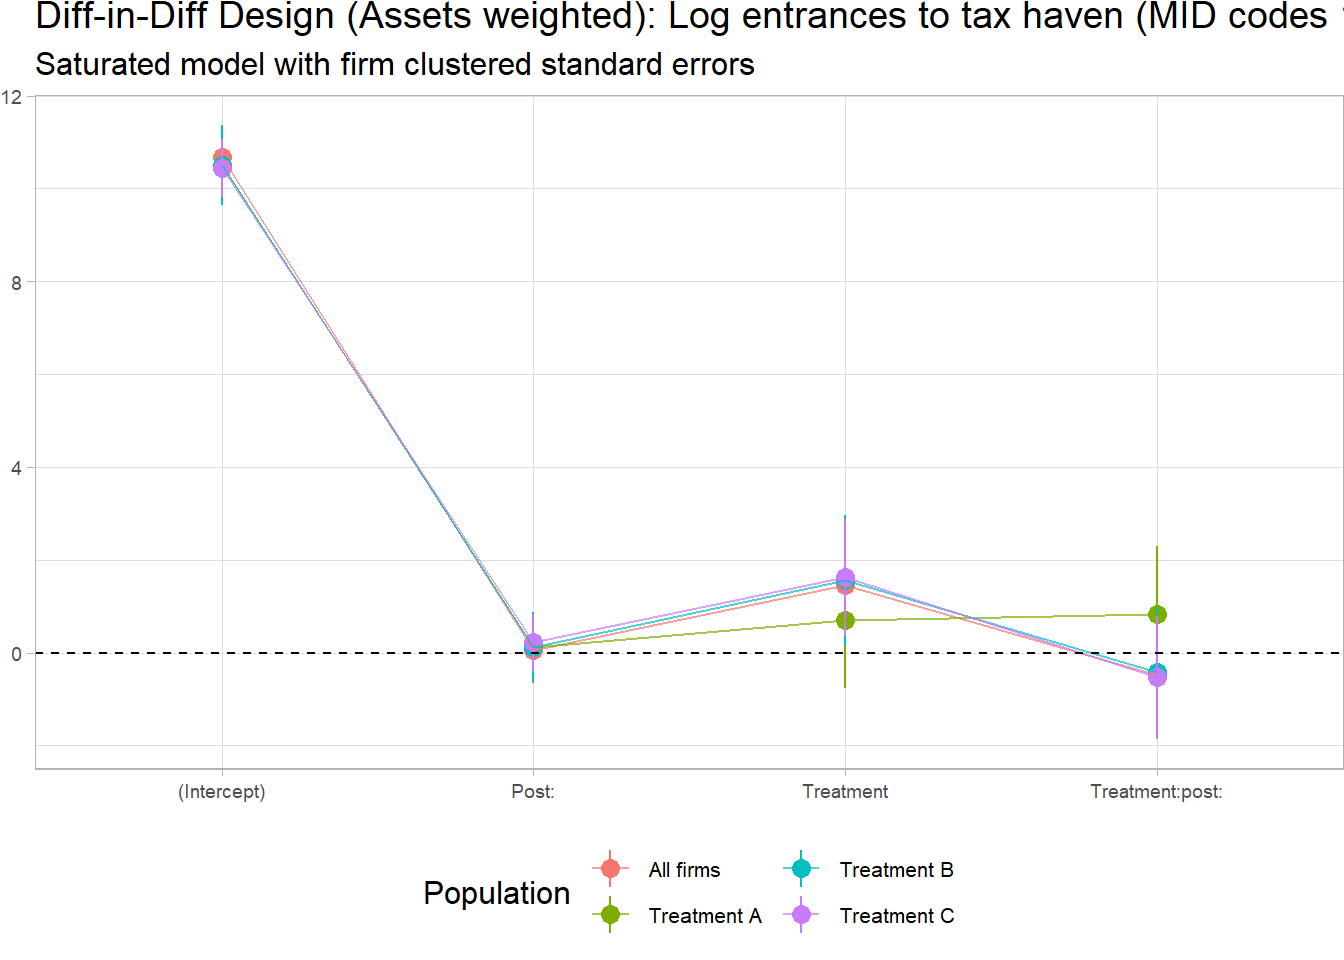 Diff-in-Diff Design (Assets weighted): Log entrances to tax haven (MID codes
Saturated model with firm clustered standard errors
12
8
4
0
(Intercept) Post: Treatment Treatment:post:
Population
All firms Treatment B
Treatment A Treatment C